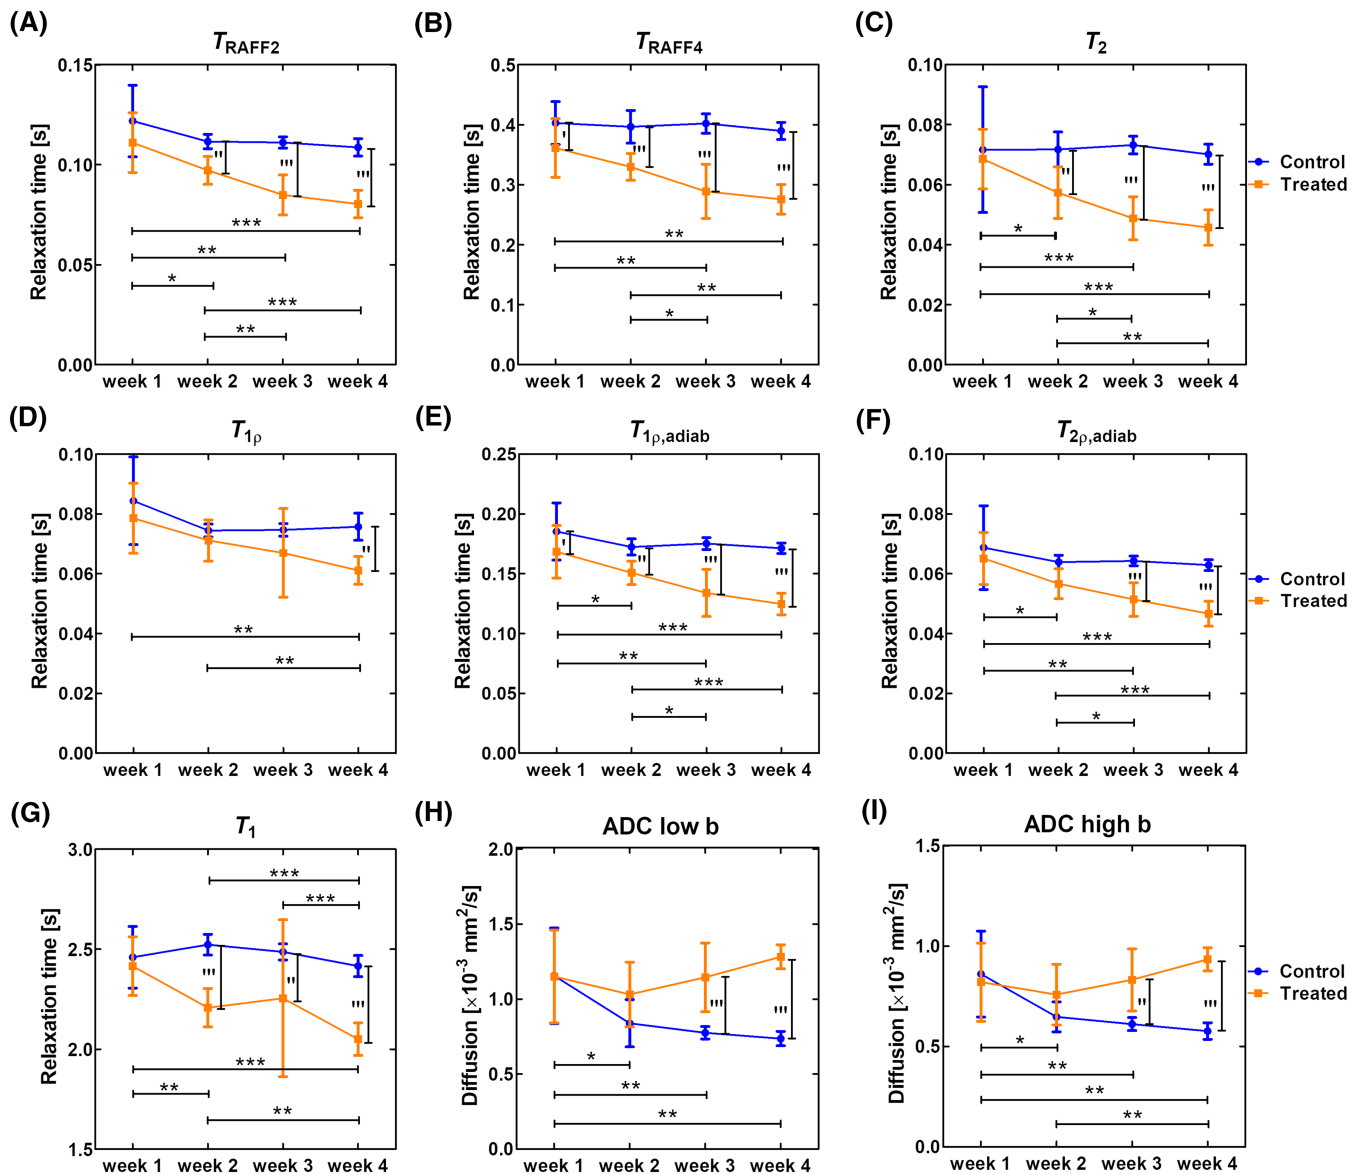 (A)
T RAFF2
Relaxation time [s]
0.15
0.10
0.05
0.00
" "' "'
***
**
*
***
**
week 1 week 2 week 3 week 4
(B)
T RAFF4
Relaxation time [s]
0.5
0.4
0.3
0.2
0.1
0.0
' "' "' "'
**
**
**
*
week 1 week 2 week 3 week 4
(C)
T2
Relaxation time [s]
0.10
0.08
0.06
0.04
0.02
0.00
" "' "'
*
***
***
*
**
week 1 week 2 week 3 week 4
Control
Treated
(D)
T1ρ
Relaxation time [s]
0.10
0.08
0.06
0.04
0.02
0.00
"
**
**
week 1 week 2 week 3 week 4
(E)
T1ρ,adiab
Relaxation time [s]
0.25
0.20
0.15
0.10
0.05
0.00
' " "' "'
*
***
**
***
*
week 1 week 2 week 3 week 4
(F)
T2ρ,adiab
Relaxation time [s]
0.10
0.08
0.06
0.04
0.02
0.00
"' "'
*
***
**
***
*
week 1 week 2 week 3 week 4
Control
Treated
(G)
T1
Relaxation time [s]
3.0
2.5
2.0
1.5
***
***
"' " "'
***
**
**
week 1 week 2 week 3 week 4
(H)
ADC low b
Diffusion [×10⁻³ mm²/s]
2.0
1.5
1.0
0.5
0.0
"' "'
*
**
**
week 1 week 2 week 3 week 4
(I)
ADC high b
Diffusion [×10⁻³ mm²/s]
1.5
1.0
0.5
0.0
" "'
*
**
**
**
week 1 week 2 week 3 week 4
Control
Treated